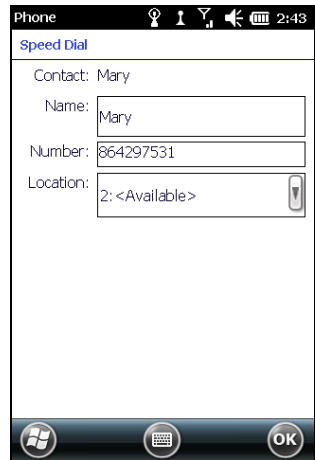 Phone 2:43
Speed Dial
Contact: Mary
Name: Mary
Number: 864297531
Location: 2: <Available>
OK